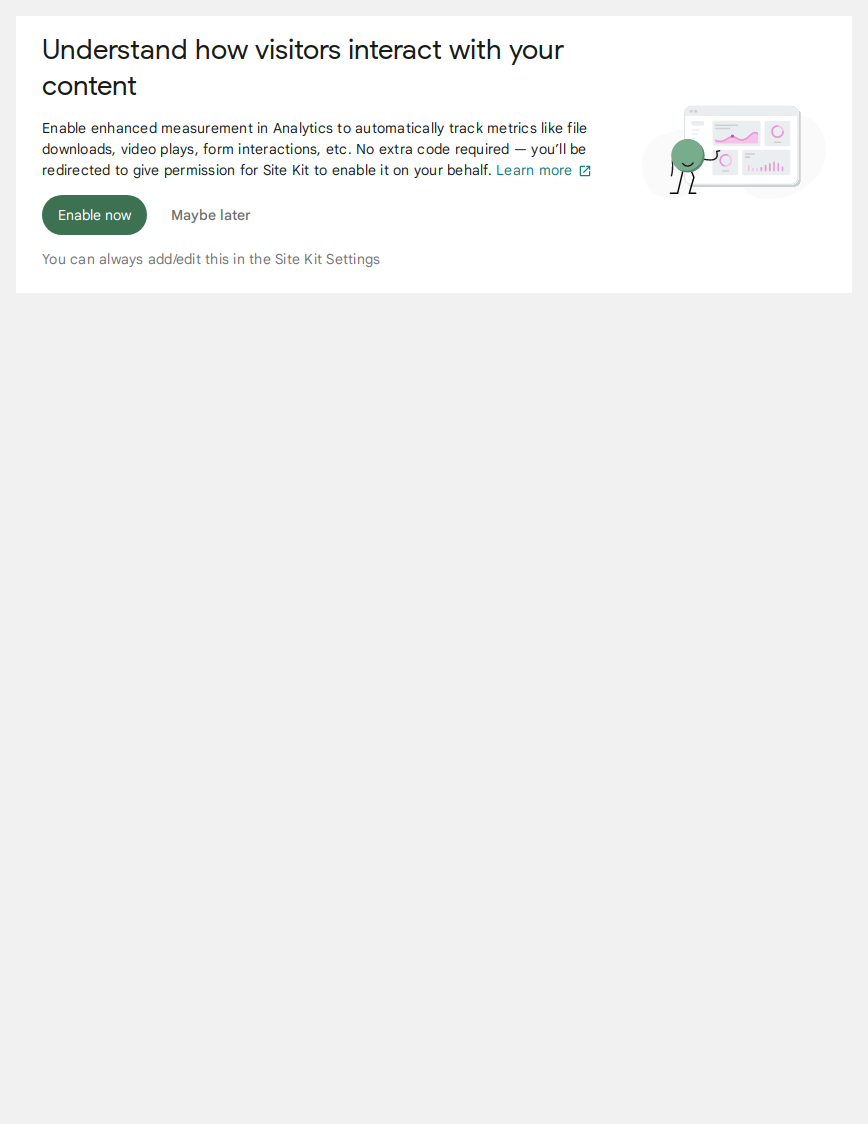 Understand how visitors interact with your
content
Enable enhanced measurement in Analytics to automatically track metrics like file
downloads, video plays, form interactions, etc. No extra code required — you’ll be
redirected to give permission for Site Kit to enable it on your behalf. Learn more
Enable now
Maybe later
You can always add/edit this in the Site Kit Settings